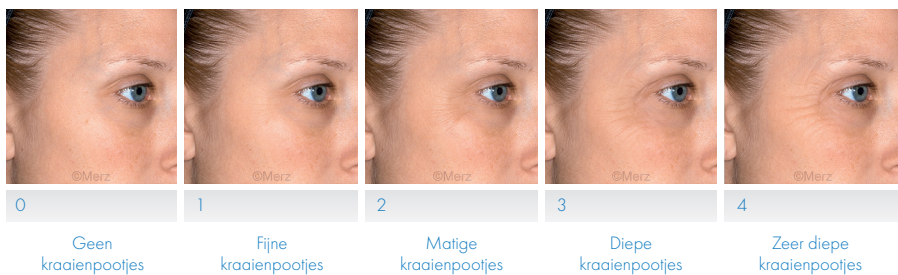 ©Merz ©Merz ©Merz ©Merz ©Merz
0 1 2 3 4
Geen Fijne Matige Diepe Zeer diepe
kraaienpootjes kraaienpootjes kraaienpootjes kraaienpootjes kraaienpootjes